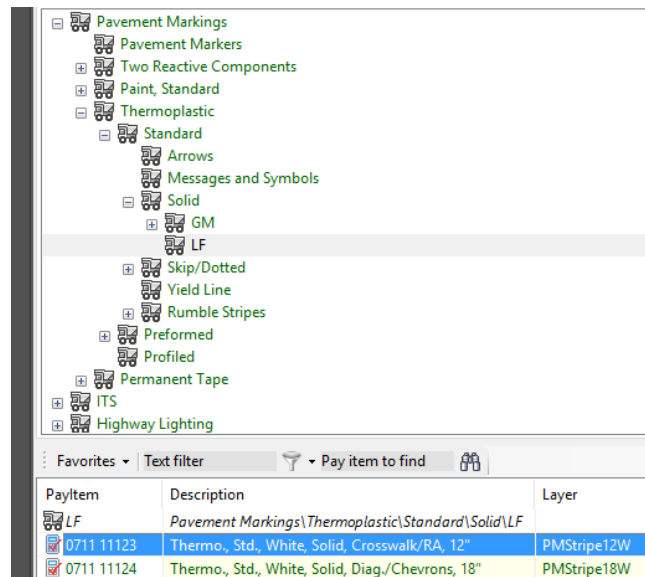 Pavement Markings
Pavement Markers
Two Reactive Components
Paint, Standard
Thermoplastic
Standard
Arrows
Messages and Symbols
Solid
GM
LF
Skip/Dotted
Yield Line
Rumble Stripes
Preformed
Profiled
Permanent Tape
ITS
Highway Lighting
Favorites Text filter Pay item to find
PayItem Description Layer
LF Pavement Markings\Thermoplastic\Standard\Solid\LF
0711 11123 Thermo., Std., White, Solid, Crosswalk/RA, 12" PMStripe12W
0711 11124 Thermo., Std., White, Solid, Diag./Chevrons, 18" PMStripe18W